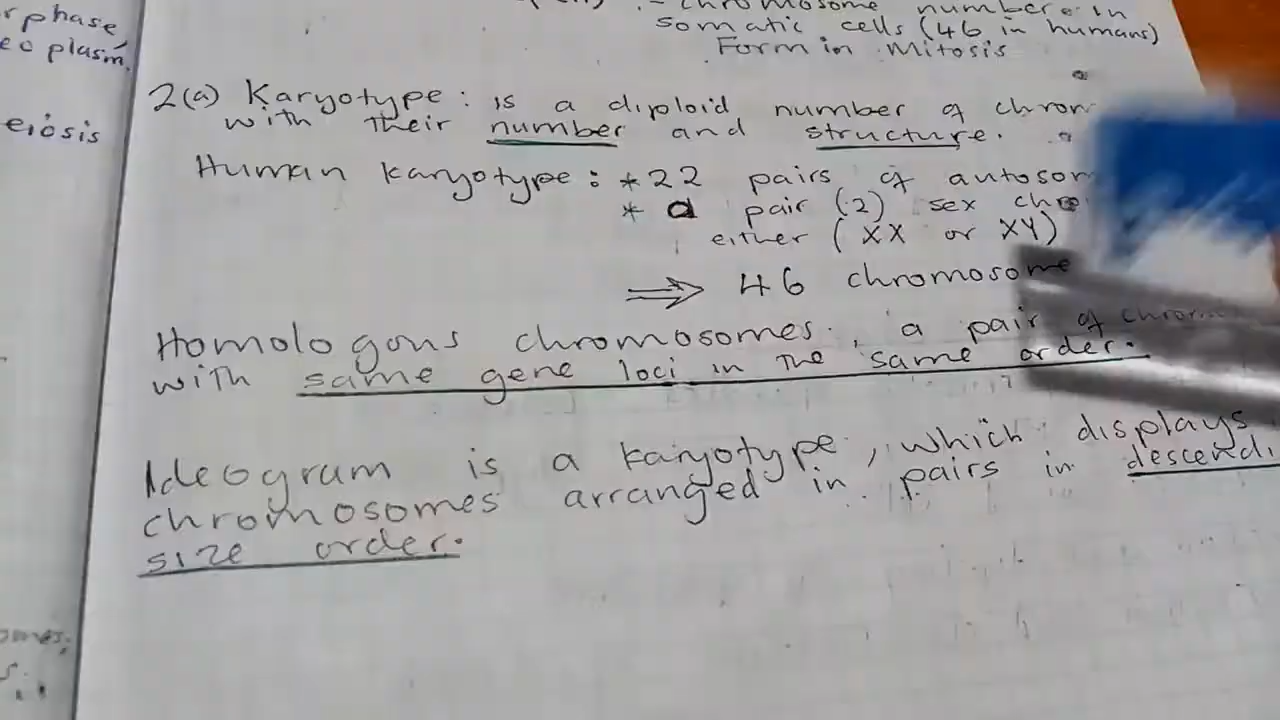 rphase
eoplasm.
eiosis
chromosome number in
somatic cells (46 in humans)
Form in Mitosis
2(a) Karyotype: is a diploid number of chrom
with their number and structure.
Human karyotype: *22 pairs of autosom
* a pair (2) sex chro
either (XX or XY)
⇒ 46 chromosome
Homologous chromosomes: a pair of chrom
with same gene loci in the same order.
Ideogram is a karyotype, which displays
chromosomes arranged in pairs in descendi
size order.